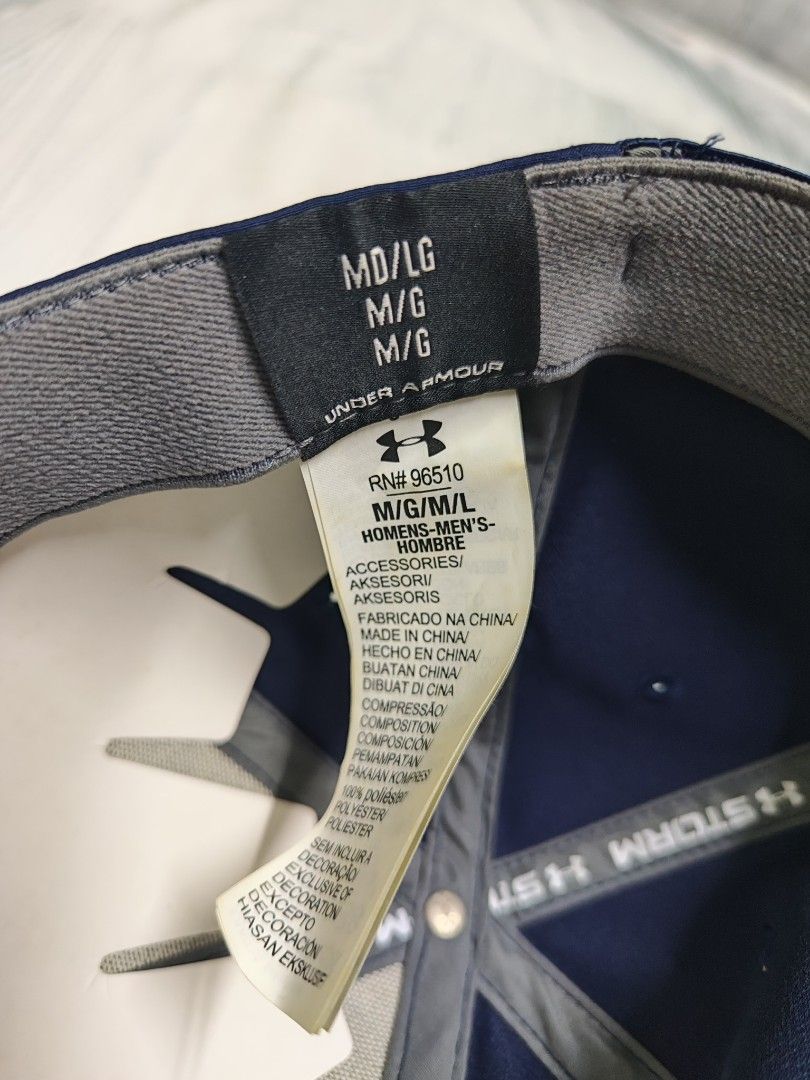 MD/LG
M/G
M/G
UNDER ARMOUR
RN# 96510
M/G/M/L
HOMENS-MEN'S-
HOMBRE
ACCESSORIES/
AKSESORI/
AKSESORIS
FABRICADO NA CHINA/
MADE IN CHINA/
HECHO EN CHINA/
BUATAN CHINA/
DIBUAT DI CINA
COMPRESSÃO/
COMPOSITION/
COMPOSICIÓN/
PEMAMPATAN/
PAKAIAN KOMPRESI
100% poliéster/
POLYESTER/
POLIESTER
SEM INCLUIR A
DECORAÇÃO/
EXCLUSIVE OF
DECORATION/
EXCEPTO
DECORACIÓN/
HIASAN EKSKLUSIF
STORM